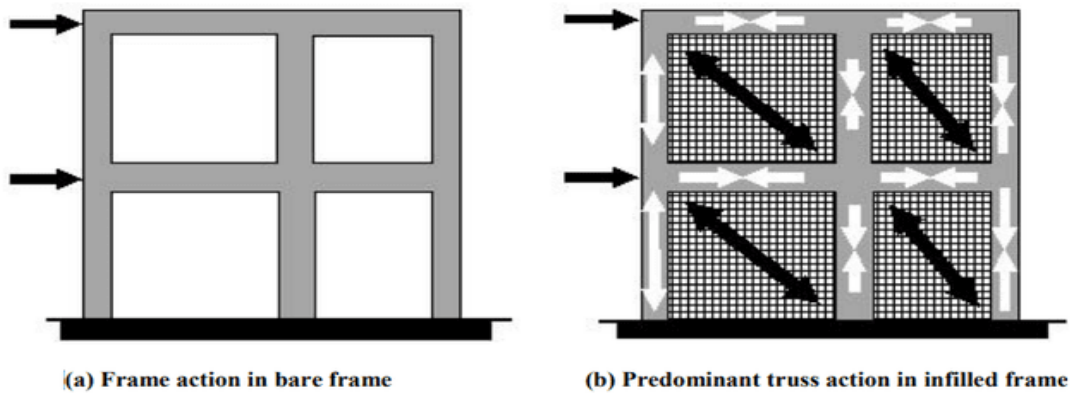 (a) Frame action in bare frame
(b) Predominant truss action in infilled frame